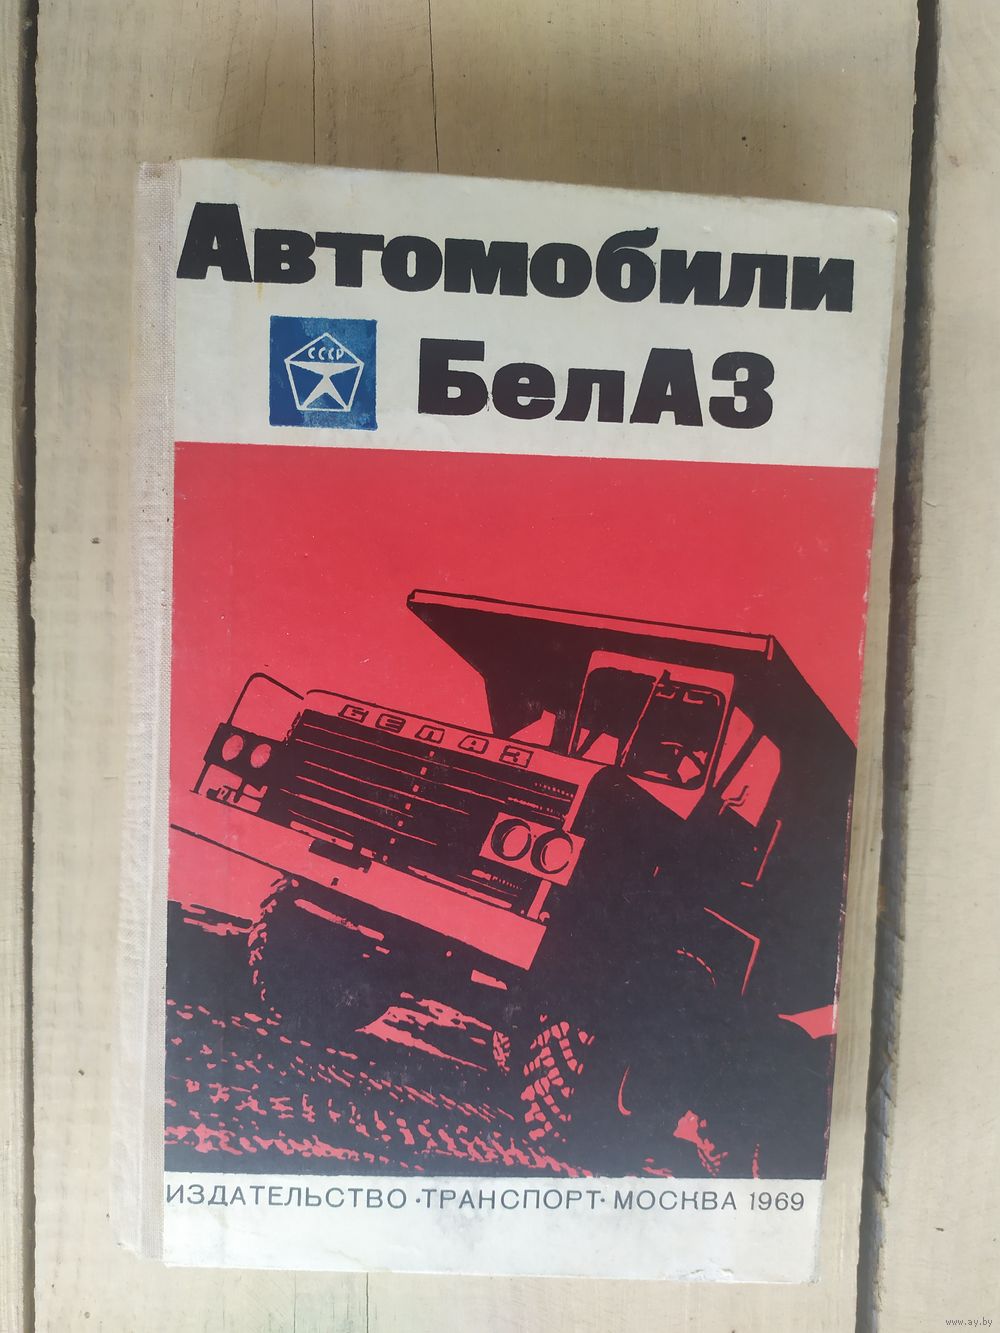 Автомобили
СССР
БелАЗ
БЕЛАЗ
ИЗДАТЕЛЬСТВО •ТРАНСПОРТ• МОСКВА 1969
www.ay.by